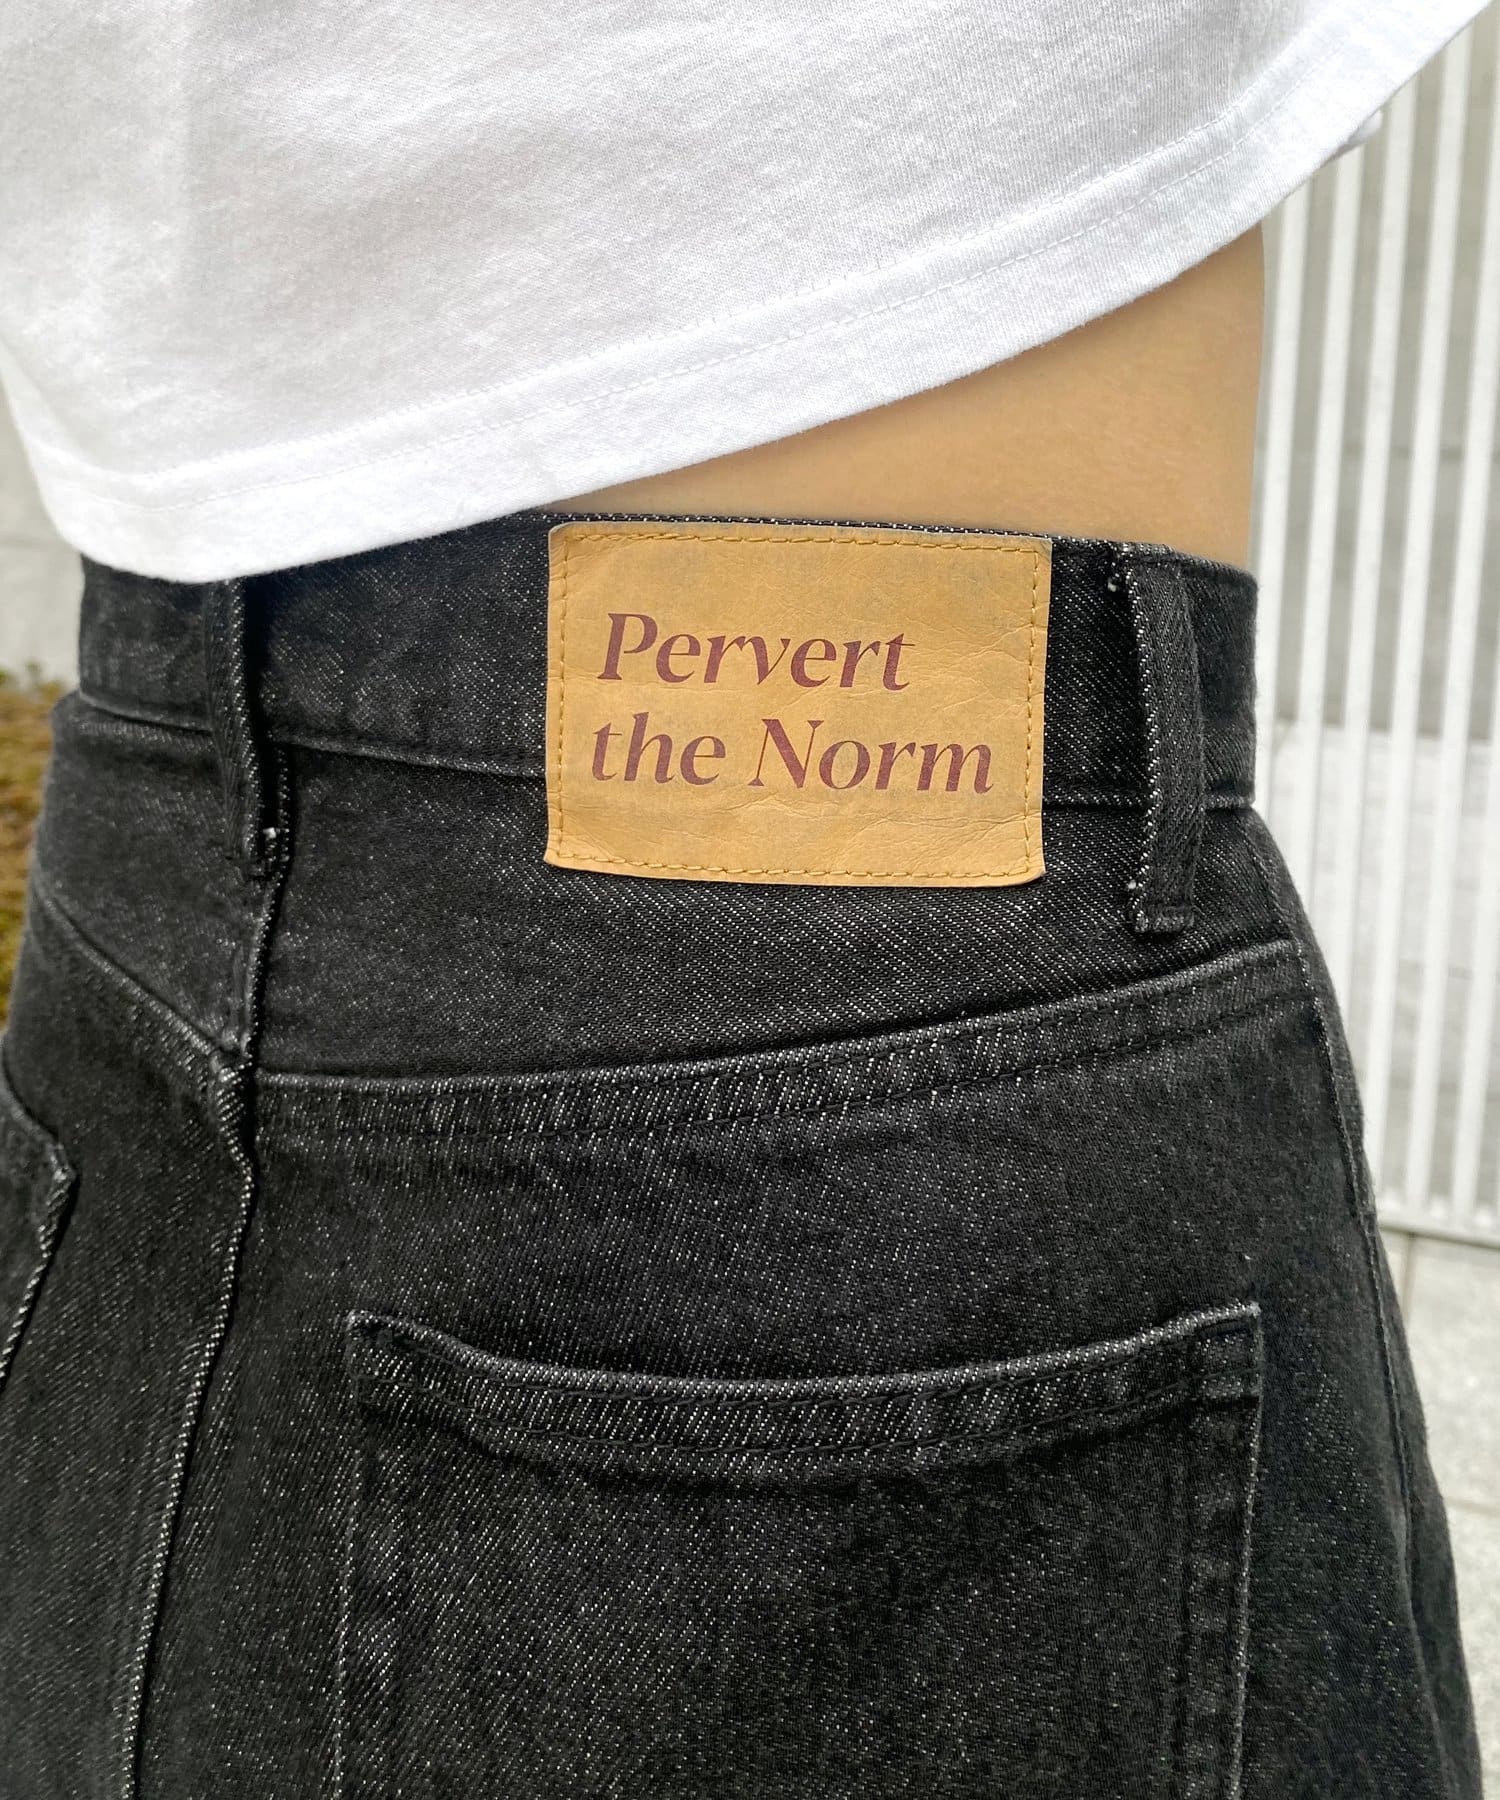 Pervert
the Norm